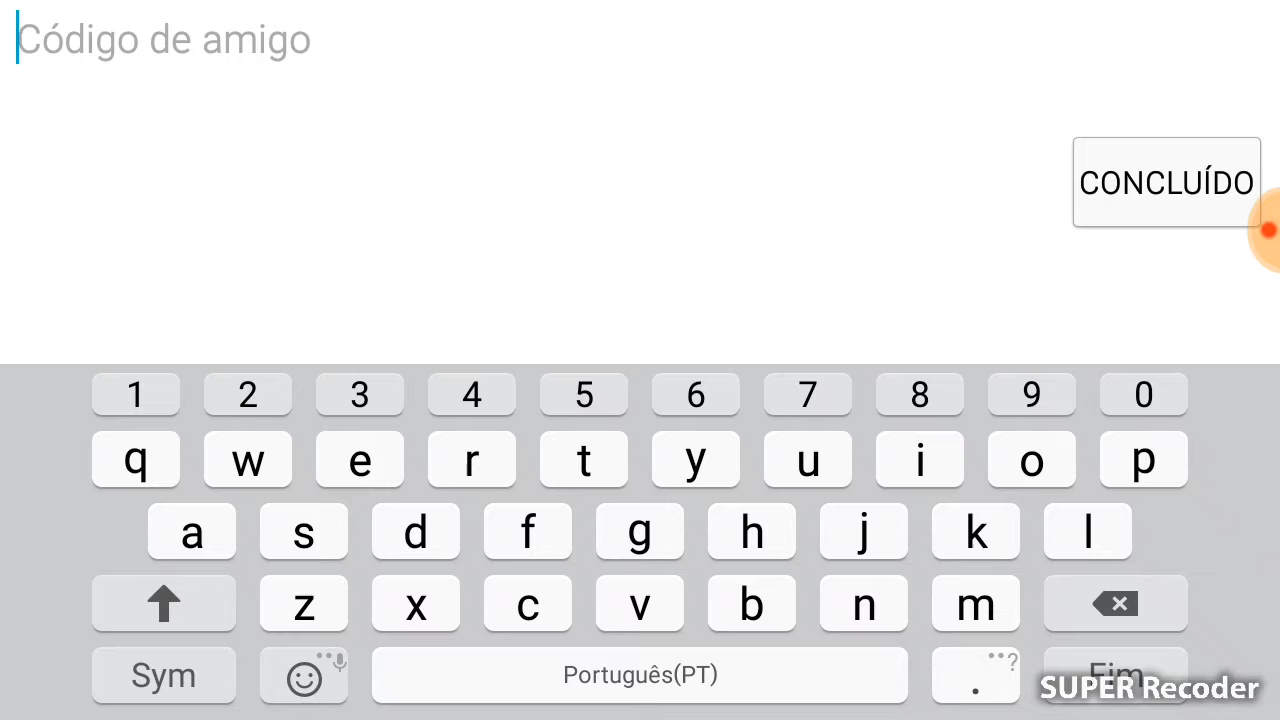 Código de amigo
CONCLUÍDO
1 2 3 4 5 6 7 8 9 0
q w e r t y u i o p
a s d f g h j k l
z x c v b n m
Sym Português(PT) . ? Fim
SUPER Recoder